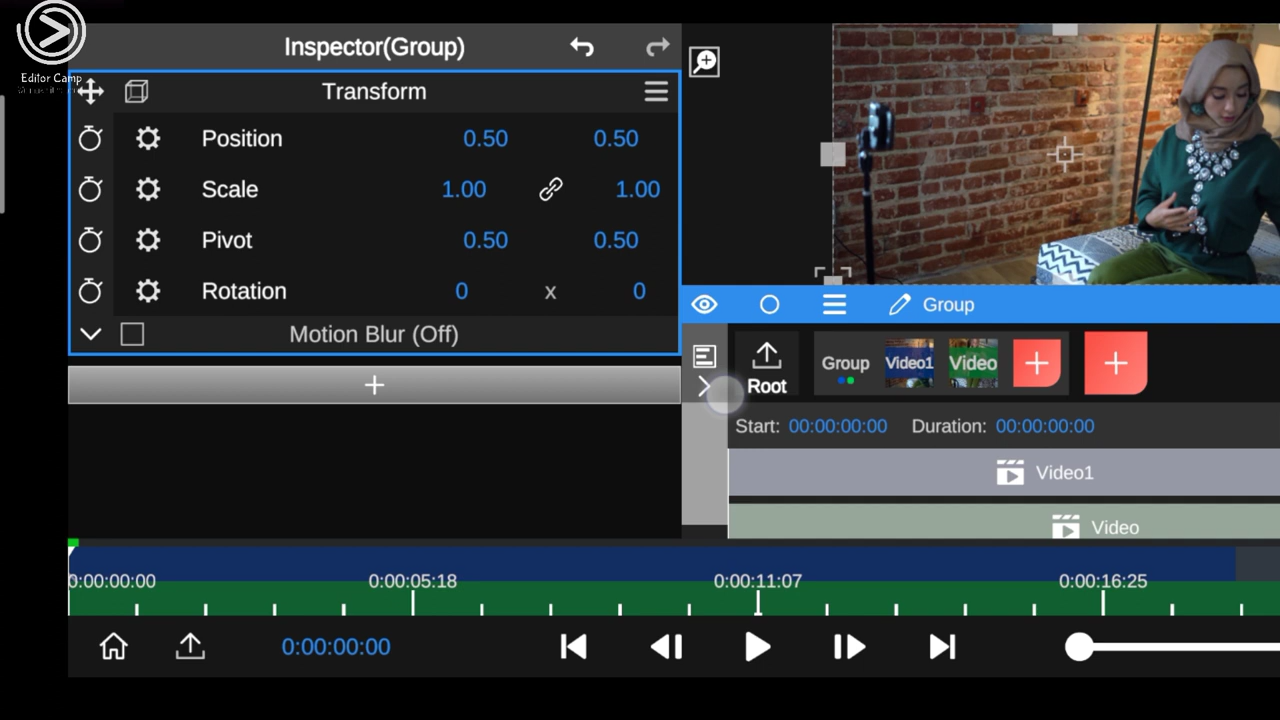 Editor Camp
Inspector(Group)
Transform
Position 0.50 0.50
Scale 1.00 1.00
Pivot 0.50 0.50
Rotation 0 x 0
Motion Blur (Off)
+
Group
Root
Group Video1 Video + +
Start: 00:00:00:00 Duration: 00:00:00:00
Video1
Video
0:00:00:00 0:00:05:18 0:00:11:07 0:00:16:25
0:00:00:00